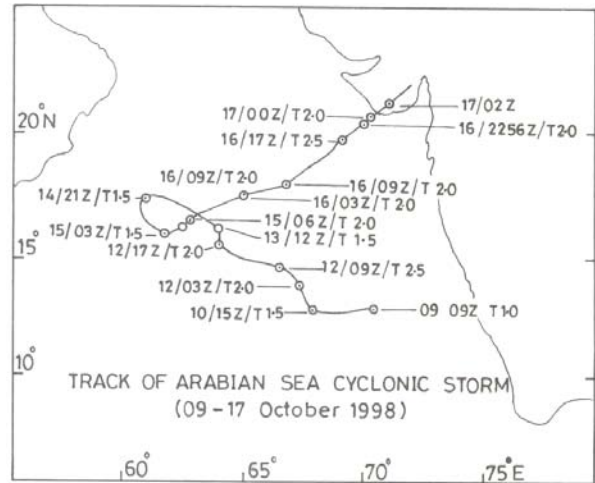 20°N
17/02Z
17/00Z/T2.0
16/2256Z/T2.0
16/17Z/T2.5
16/09Z/T2.0
16/09Z/T2.0
14/21Z/T1.5
16/03Z/T2.0
15/06Z/T2.0
15/03Z/T1.5
13/12Z/T1.5
15°
12/17Z/T2.0
12/09Z/T2.5
12/03Z/T2.0
10/15Z/T1.5
09 09Z T1.0
10°
TRACK OF ARABIAN SEA CYCLONIC STORM
(09-17 October 1998)
60° 65° 70° 75°E